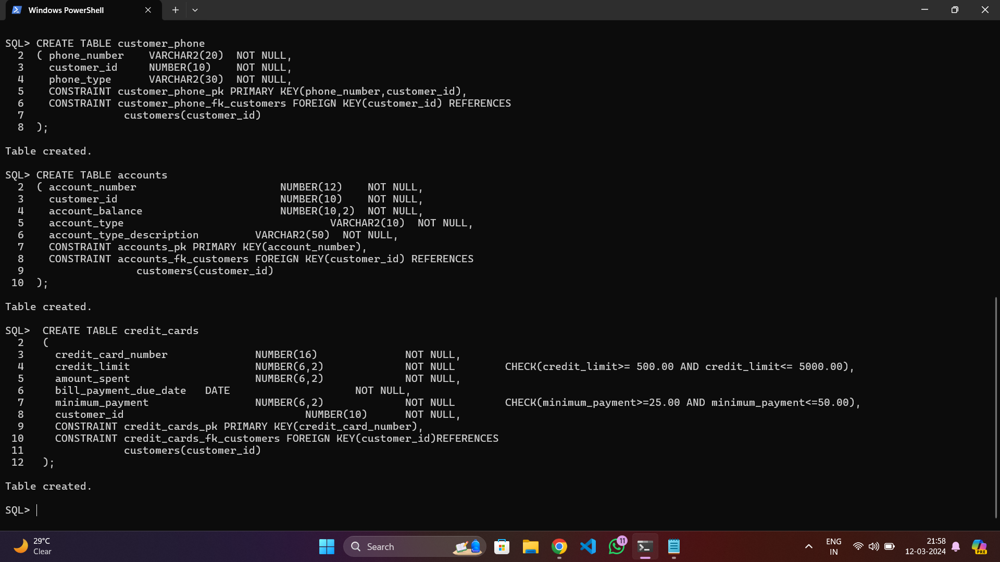 Windows PowerShell
SQL> CREATE TABLE customer_phone
  2  ( phone_number    VARCHAR2(20)  NOT NULL,
  3    customer_id     NUMBER(10)    NOT NULL,
  4    phone_type      VARCHAR2(30)  NOT NULL,
  5    CONSTRAINT customer_phone_pk PRIMARY KEY(phone_number,customer_id),
  6    CONSTRAINT customer_phone_fk_customers FOREIGN KEY(customer_id) REFERENCES
  7                customers(customer_id)
  8  );
Table created.
SQL> CREATE TABLE accounts
  2  ( account_number                       NUMBER(12)    NOT NULL,
  3    customer_id                          NUMBER(10)    NOT NULL,
  4    account_balance                      NUMBER(10,2)  NOT NULL,
  5    account_type                                 VARCHAR2(10)  NOT NULL,
  6    account_type_description         VARCHAR2(50)  NOT NULL,
  7    CONSTRAINT accounts_pk PRIMARY KEY(account_number),
  8    CONSTRAINT accounts_fk_customers FOREIGN KEY(customer_id) REFERENCES
  9                  customers(customer_id)
 10  );
Table created.
SQL>  CREATE TABLE credit_cards
  2   (
  3     credit_card_number              NUMBER(16)              NOT NULL,
  4     credit_limit                    NUMBER(6,2)             NOT NULL        CHECK(credit_limit>= 500.00 AND credit_limit<= 5000.00),
  5     amount_spent                    NUMBER(6,2)             NOT NULL,
  6     bill_payment_due_date   DATE                    NOT NULL,
  7     minimum_payment                 NUMBER(6,2)             NOT NULL        CHECK(minimum_payment>=25.00 AND minimum_payment<=50.00),
  8     customer_id                             NUMBER(10)      NOT NULL,
  9     CONSTRAINT credit_cards_pk PRIMARY KEY(credit_card_number),
 10     CONSTRAINT credit_cards_fk_customers FOREIGN KEY(customer_id)REFERENCES
 11                customers(customer_id)
 12   );
Table created.
SQL>
29°C
Clear
Search
11
ENG
IN
21:58
12-03-2024
PRE